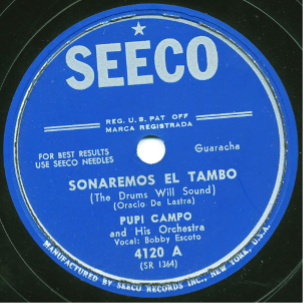 SEECO
REG. U.S. PAT OFF
MARCA REGISTRADA
FOR BEST RESULTS
USE SEECO NEEDLES
Guaracha
SONAREMOS EL TAMBO
(The Drums Will Sound)
(Oracio De Lastra)
PUPI CAMPO
and His Orchestra
Vocal: Bobby Escoto
4120 A
(SR 1364)
MANUFACTURED BY SEECO RECORDS INC., NEW YORK, U.S.A.